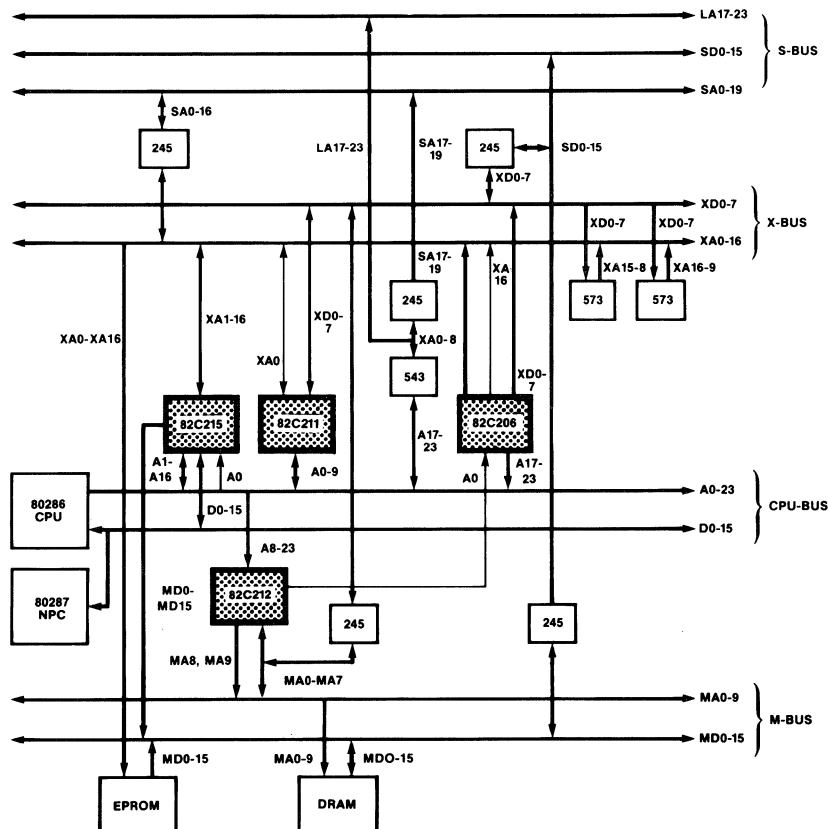 LA17-23
SD0-15
S-BUS
SA0-19
SA0-16
LA17-23
SA17-
19
245
245
SD0-15
XD0-7
XD0-7
XD0-7
XD0-7
X-BUS
XA0-16
SA17-
19
XA
16
XA15-8
XA16-9
245
573
573
XA0-XA16
XA1-16
XD0-
7
XA0
XA0-8
543
XD0-
7
82C215
82C211
82C206
A17-
23
A1-
A16
A0
A0-9
A0
A17-
23
80286
CPU
A0-23
CPU-BUS
D0-15
D0-15
A8-23
80287
NPC
MD0-
MD15
82C212
245
245
MA8, MA9
MA0-MA7
MA0-9
M-BUS
MD0-15
MD0-15
MA0-9
MDO-15
EPROM
DRAM